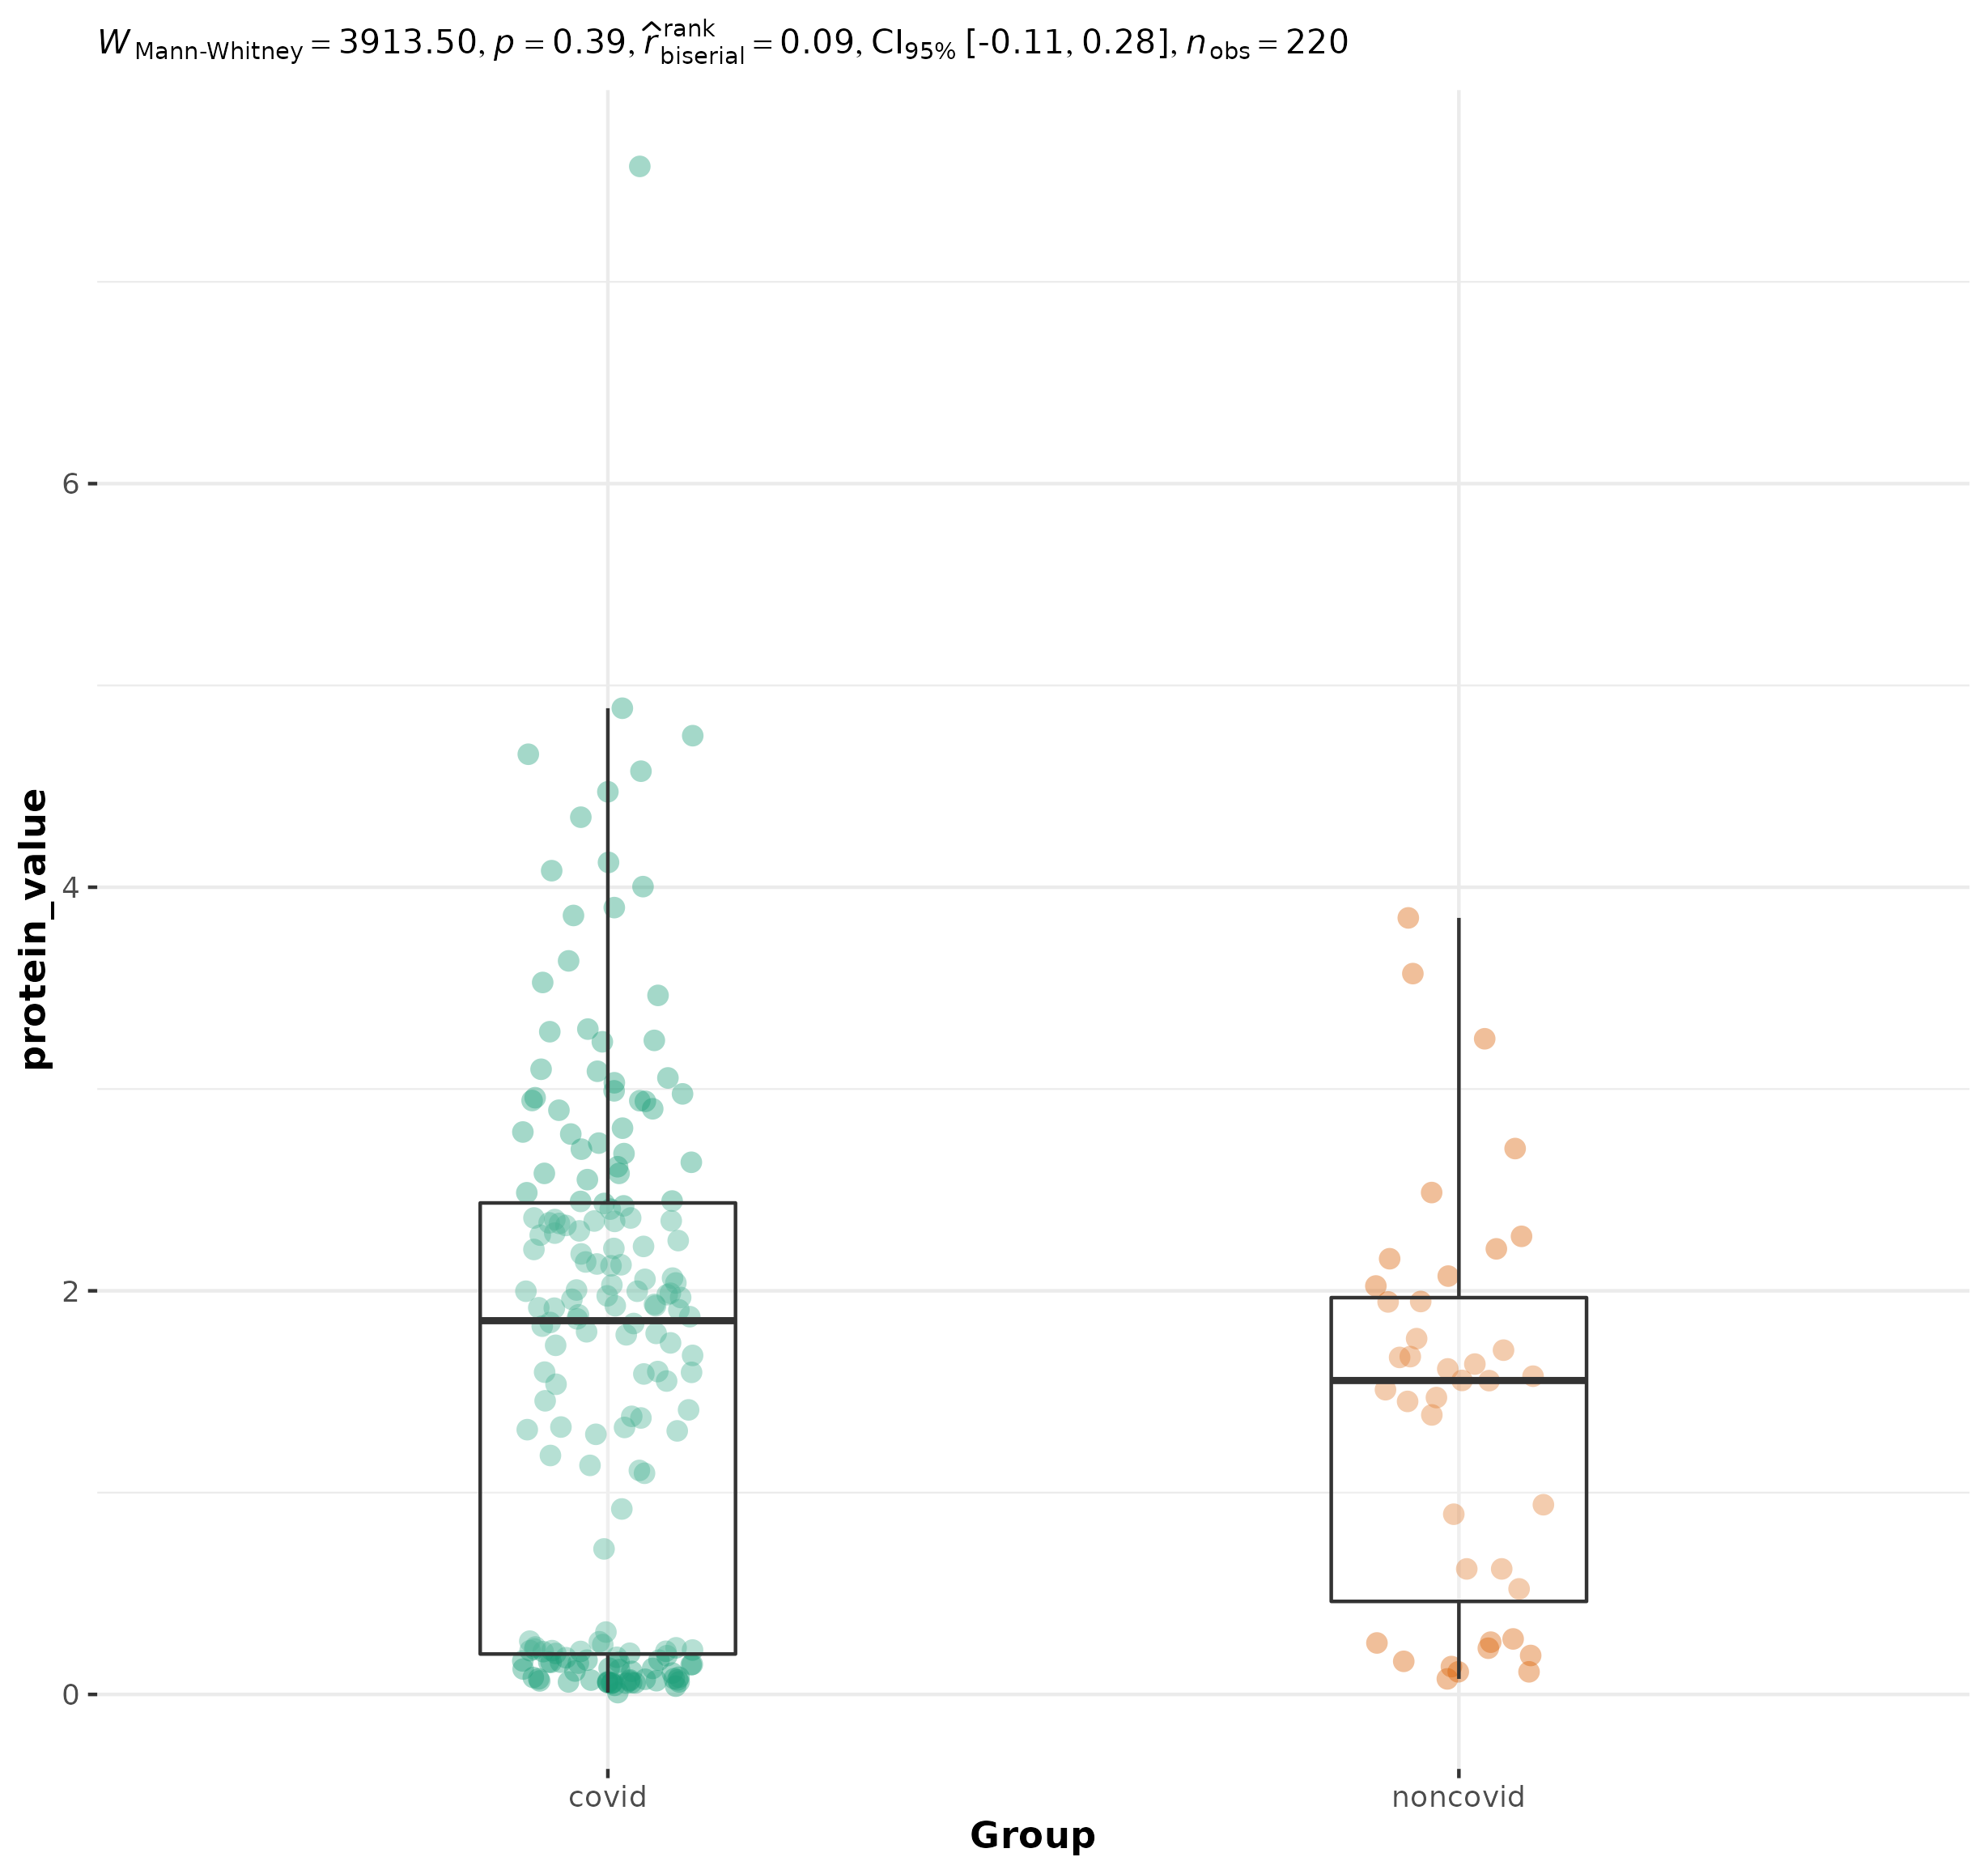 W Mann-Whitney = 3913.50, p = 0.39, r̂ rank biserial = 0.09, CI95% [-0.11, 0.28], nobs = 220
protein_value
6
4
2
0
covid noncovid
Group